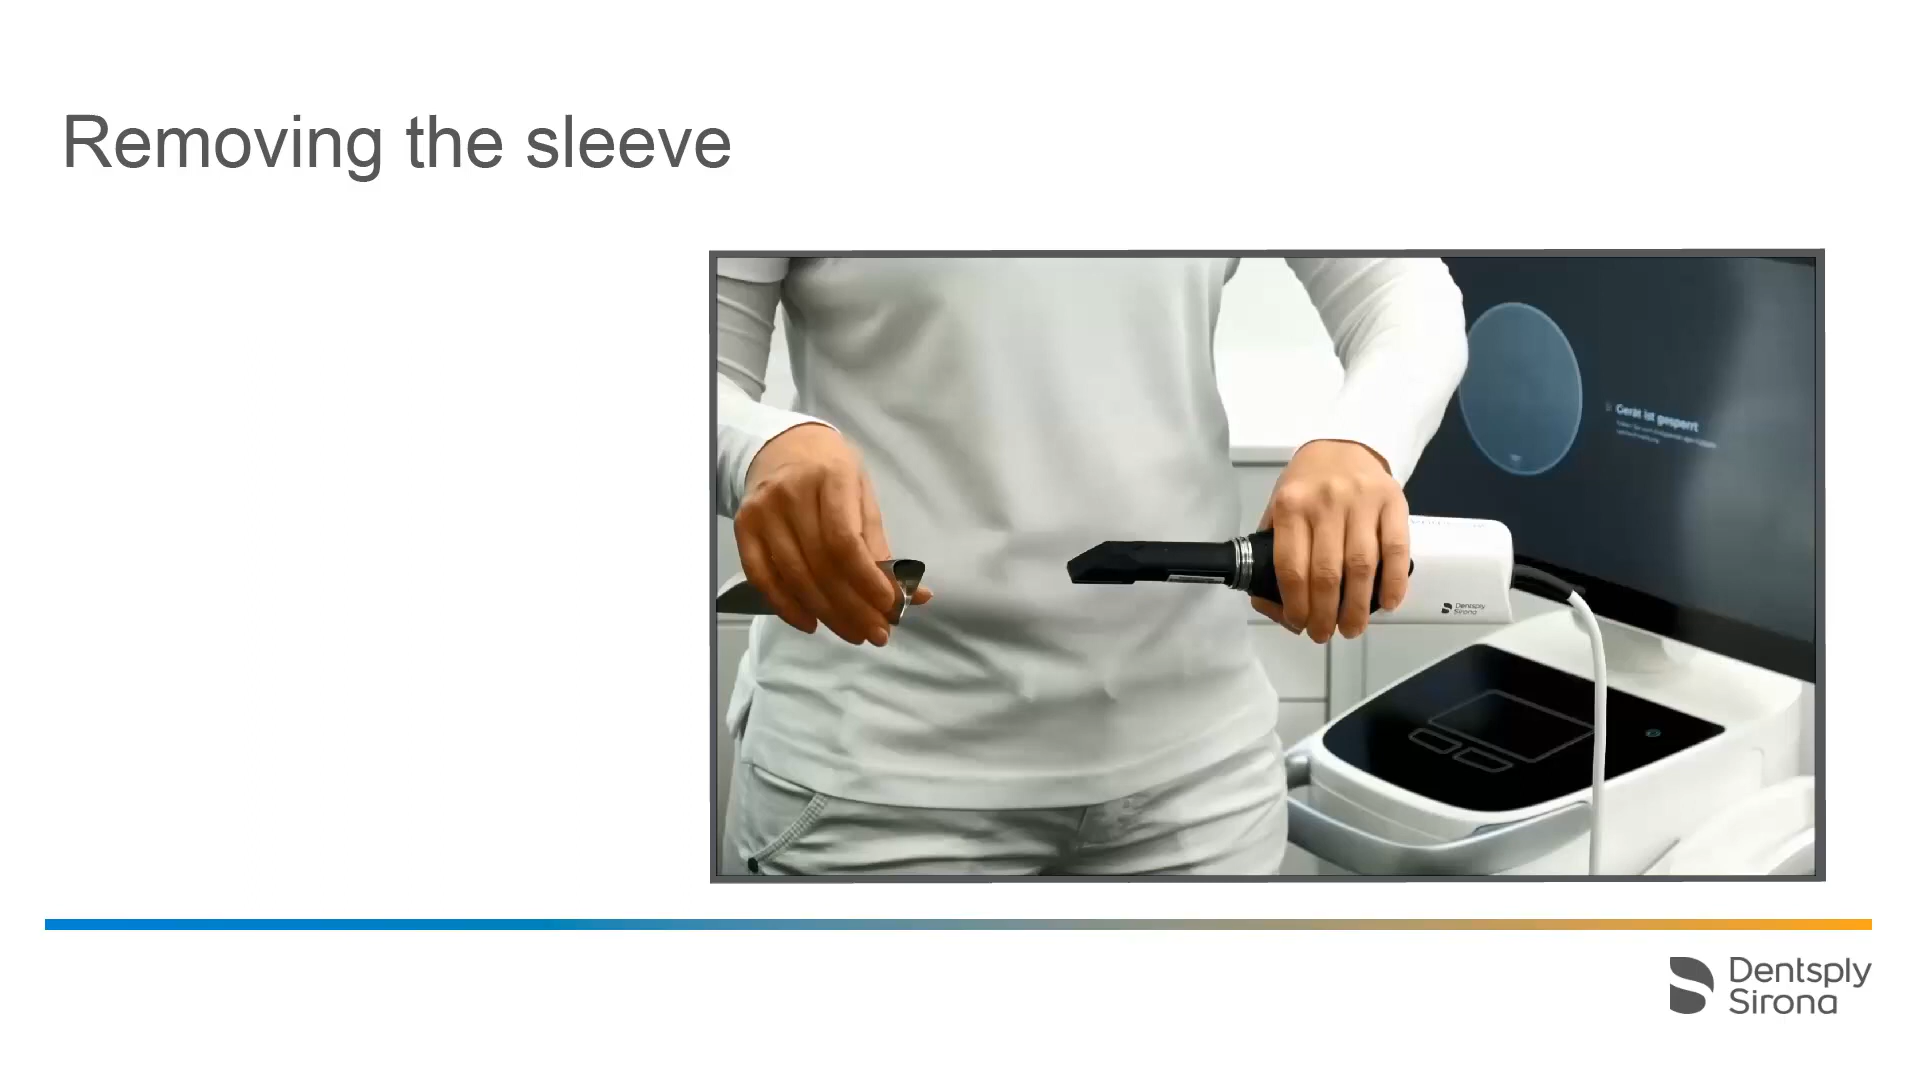 Removing the sleeve
Gerät ist gesperrt
Dentsply
Sirona
Dentsply
Sirona